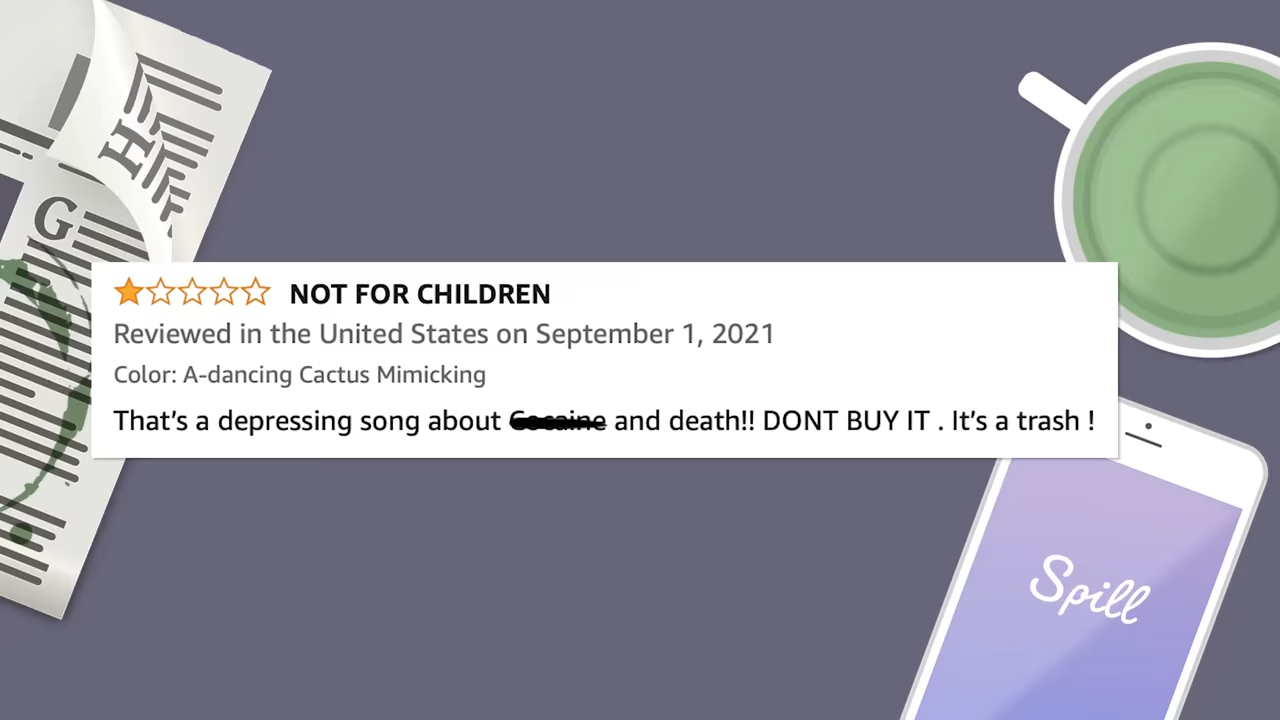 H
G
NOT FOR CHILDREN
Reviewed in the United States on September 1, 2021
Color: A-dancing Cactus Mimicking
That’s a depressing song about Cocaine and death!! DONT BUY IT . It’s a trash !
Spill